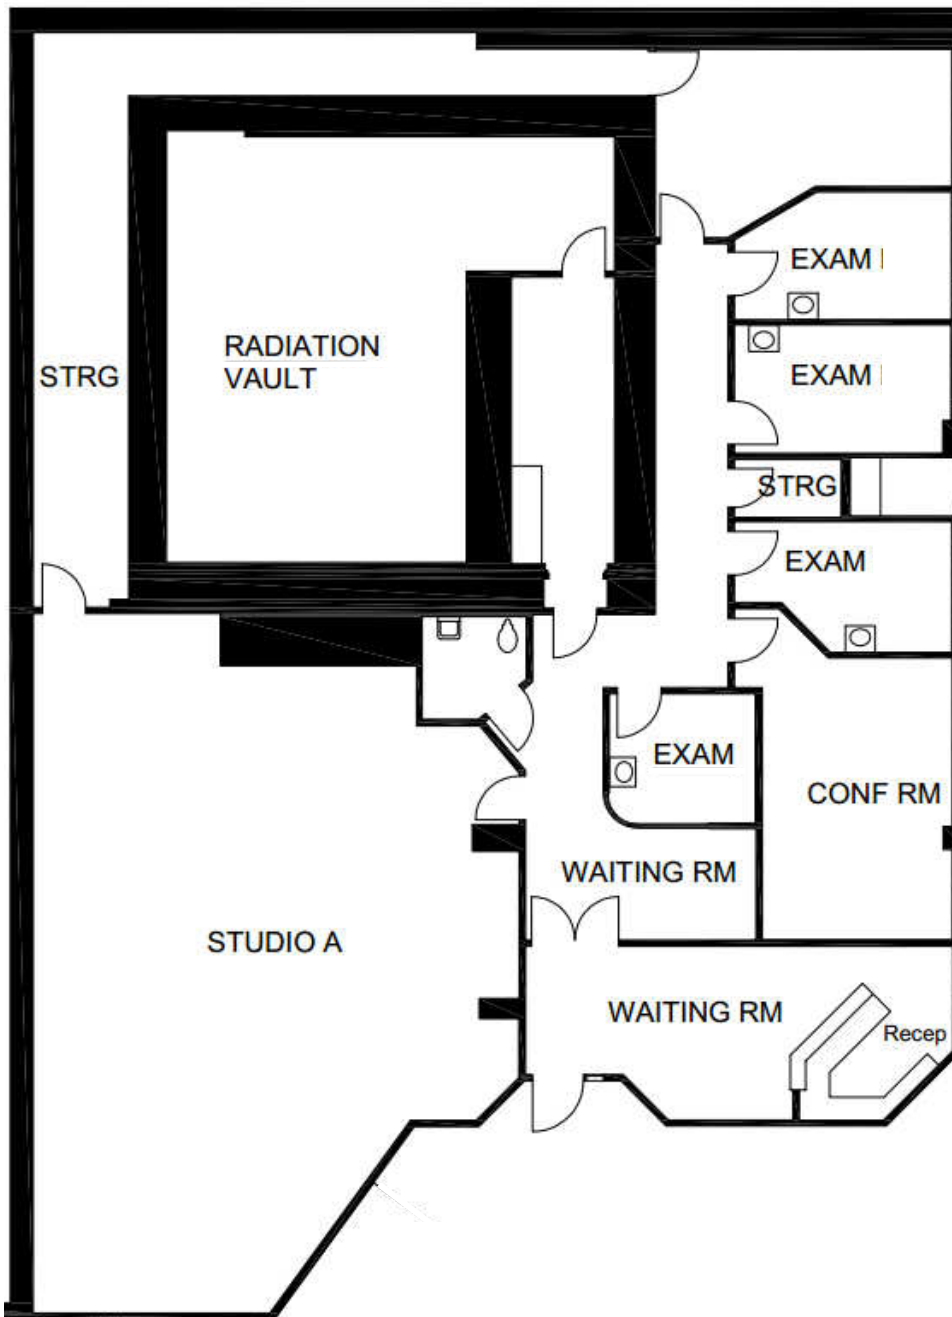 EXAM
STRG
RADIATION
VAULT
EXAM
STRG
EXAM
EXAM
CONF RM
WAITING RM
STUDIO A
WAITING RM
Recep